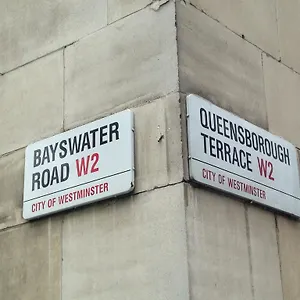 BAYSWATER
ROAD W2
CITY OF WESTMINSTER
QUEENSBOROUGH
TERRACE W2
CITY OF WESTMINSTER